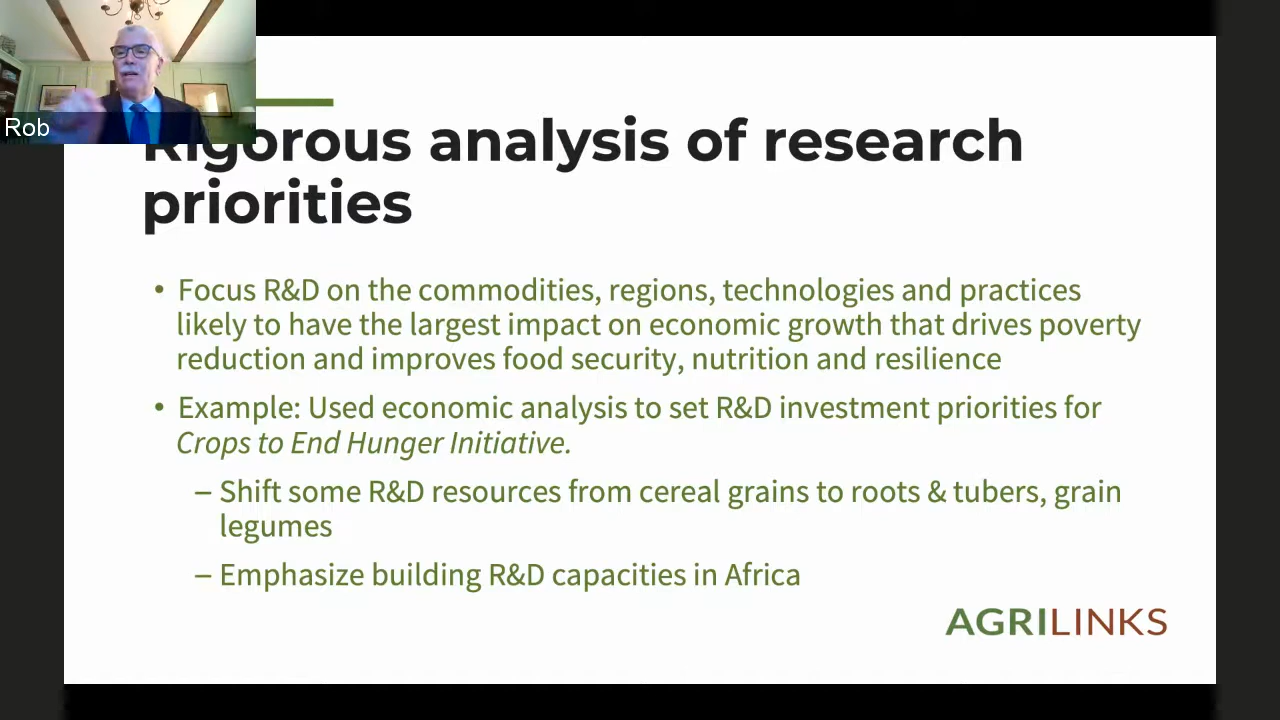 Rob
Rigorous analysis of research
priorities
• Focus R&D on the commodities, regions, technologies and practices
likely to have the largest impact on economic growth that drives poverty
reduction and improves food security, nutrition and resilience
• Example: Used economic analysis to set R&D investment priorities for
Crops to End Hunger Initiative.
– Shift some R&D resources from cereal grains to roots & tubers, grain
legumes
– Emphasize building R&D capacities in Africa
AGRILINKS